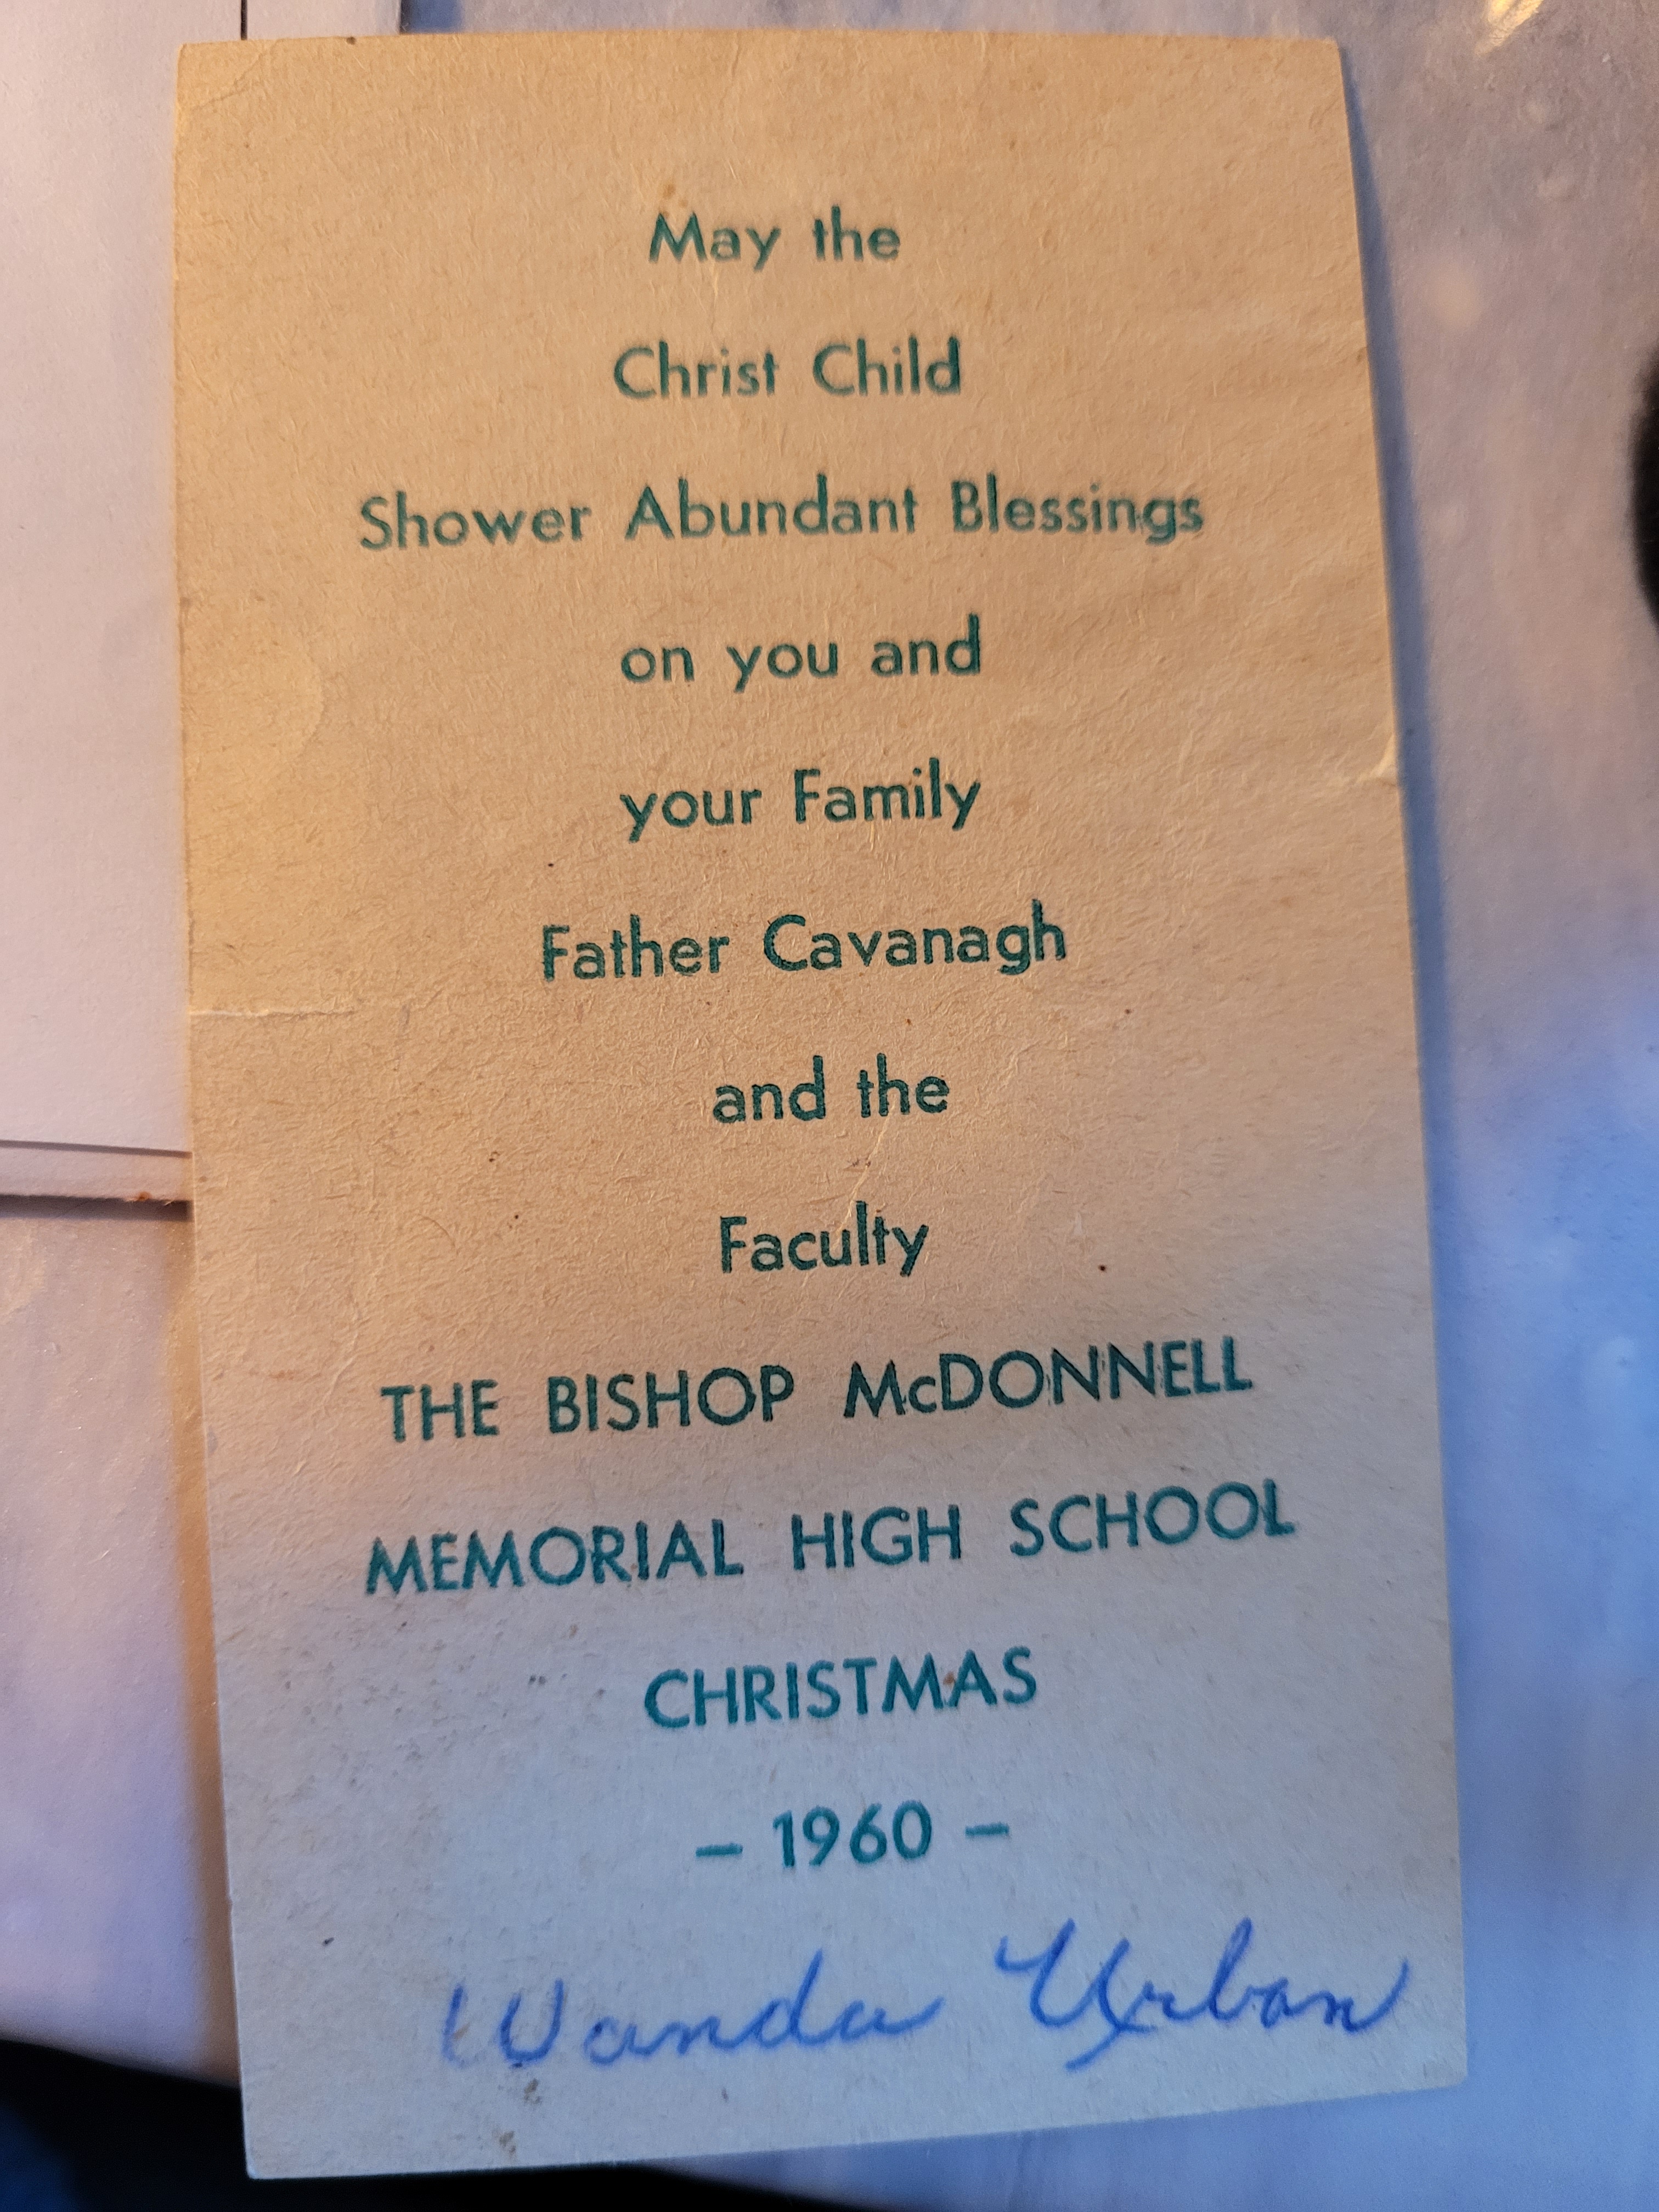 May the
Christ Child
Shower Abundant Blessings
on you and
your Family
Father Cavanagh
and the
Faculty
THE BISHOP McDONNELL
MEMORIAL HIGH SCHOOL
CHRISTMAS
– 1960 –
Wanda Urban